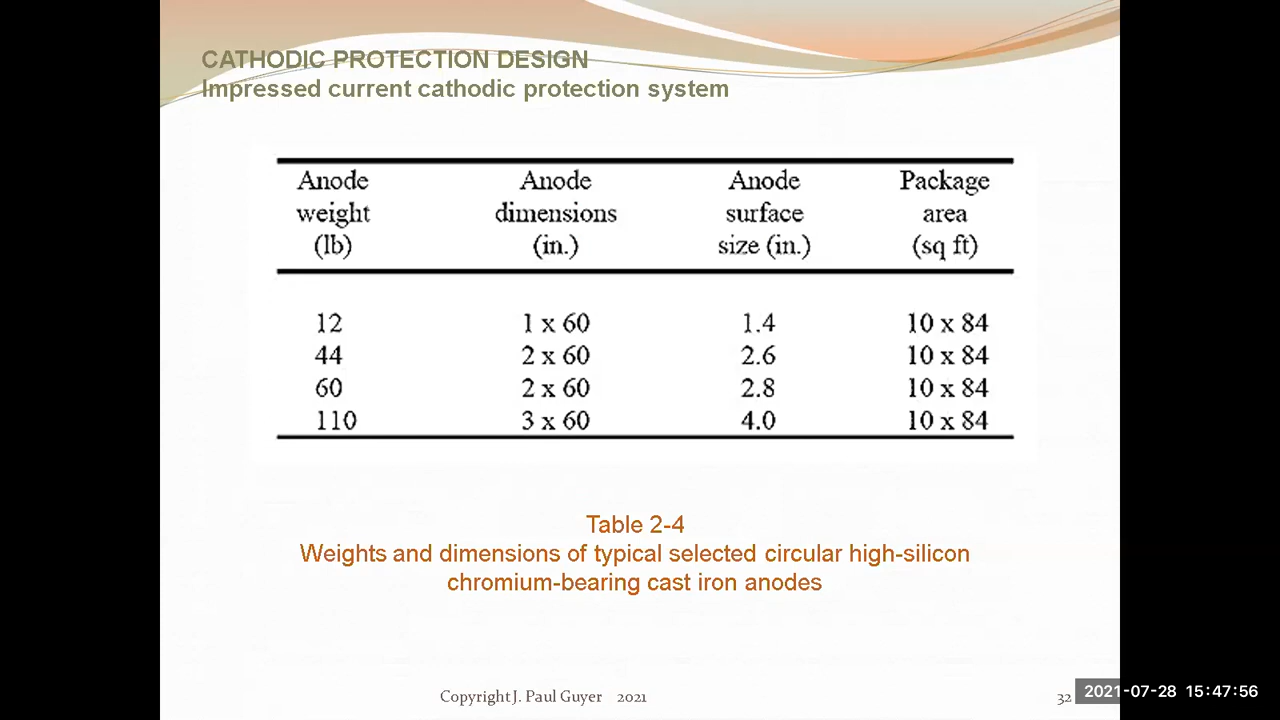 CATHODIC PROTECTION DESIGN
Impressed current cathodic protection system
Anode Anode Anode Package
weight dimensions surface area
(lb) (in.) size (in.) (sq ft)
12 1 x 60 1.4 10 x 84
44 2 x 60 2.6 10 x 84
60 2 x 60 2.8 10 x 84
110 3 x 60 4.0 10 x 84
Table 2-4
Weights and dimensions of typical selected circular high-silicon
chromium-bearing cast iron anodes
Copyright J. Paul Guyer 2021
32
2021-07-28 15:47:56